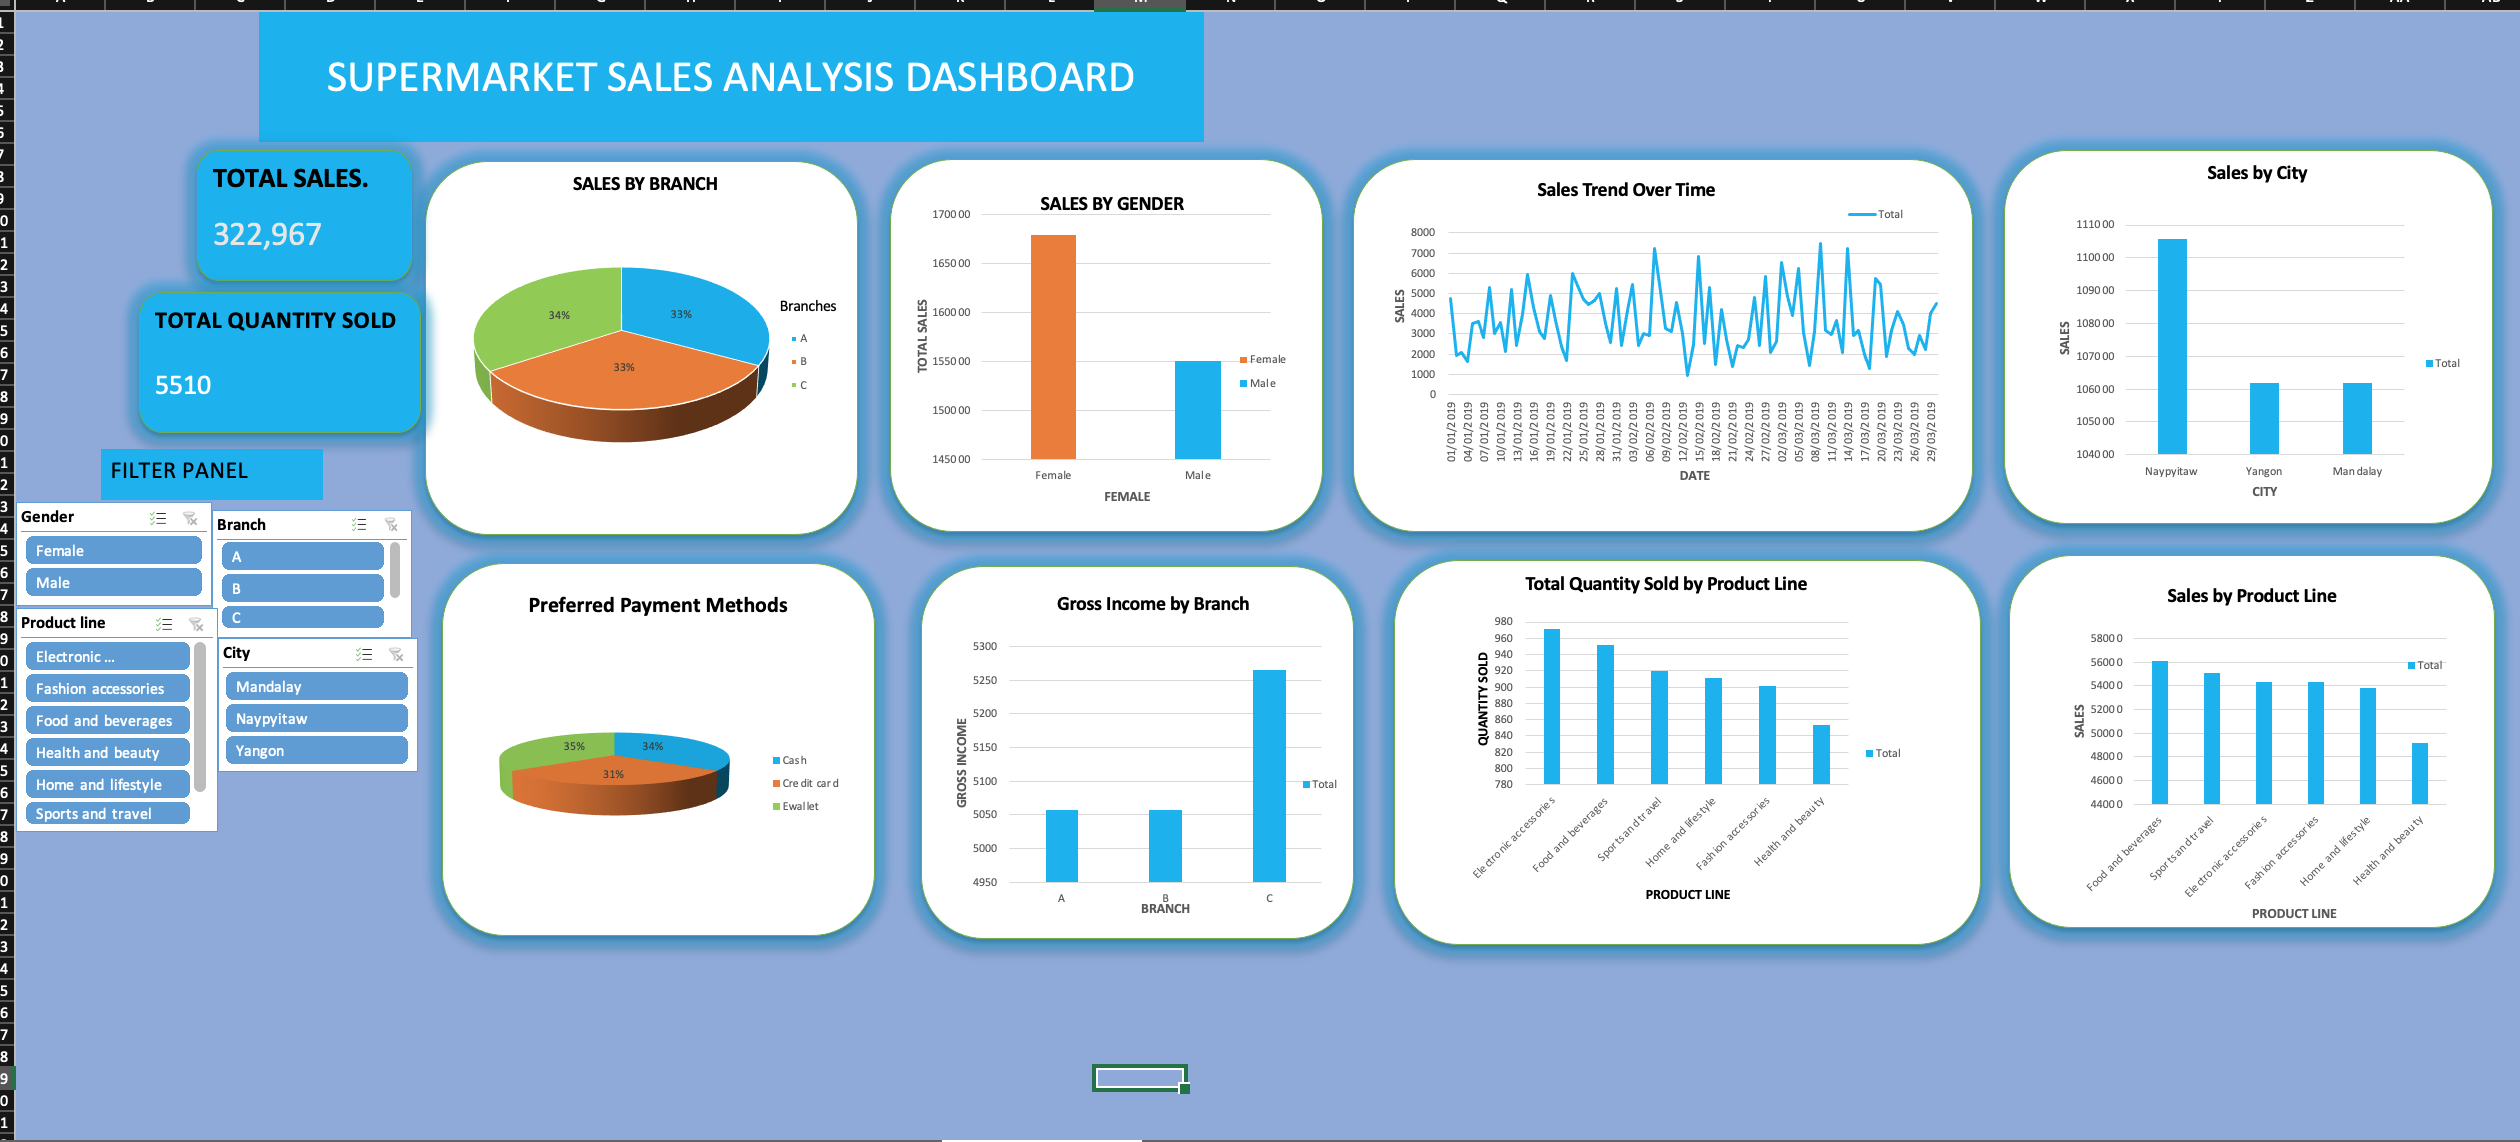 SUPERMARKET SALES ANALYSIS DASHBOARD
TOTAL SALES.
322,967
TOTAL QUANTITY SOLD
5510
FILTER PANEL
Gender
Female
Male
Branch
A
B
C
Product line
Electronic ...
Fashion accessories
Food and beverages
Health and beauty
Home and lifestyle
Sports and travel
City
Mandalay
Naypyitaw
Yangon
SALES BY BRANCH
34%
33%
33%
Branches
A
B
C
SALES BY GENDER
TOTAL SALES
170000
165000
160000
155000
150000
145000
Female
Male
FEMALE
Female
Male
Sales Trend Over Time
Total
SALES
8000
7000
6000
5000
4000
3000
2000
1000
0
01/01/2019
04/01/2019
07/01/2019
10/01/2019
13/01/2019
16/01/2019
19/01/2019
22/01/2019
25/01/2019
28/01/2019
31/01/2019
03/02/2019
06/02/2019
09/02/2019
12/02/2019
15/02/2019
18/02/2019
21/02/2019
24/02/2019
27/02/2019
02/03/2019
05/03/2019
08/03/2019
11/03/2019
14/03/2019
17/03/2019
20/03/2019
23/03/2019
26/03/2019
29/03/2019
DATE
Sales by City
SALES
111000
110000
109000
108000
107000
106000
105000
104000
Naypyitaw
Yangon
Mandalay
CITY
Total
Preferred Payment Methods
35%
34%
31%
Cash
Credit card
Ewallet
Gross Income by Branch
GROSS INCOME
5300
5250
5200
5150
5100
5050
5000
4950
A
B
C
BRANCH
Total
Total Quantity Sold by Product Line
QUANTITY SOLD
980
960
940
920
900
880
860
840
820
800
780
Electronic accessories
Food and beverages
Sports and travel
Home and lifestyle
Fashion accessories
Health and beauty
PRODUCT LINE
Total
Sales by Product Line
SALES
58000
56000
54000
52000
50000
48000
46000
44000
Food and beverages
Sports and travel
Electronic accessories
Fashion accessories
Home and lifestyle
Health and beauty
PRODUCT LINE
Total